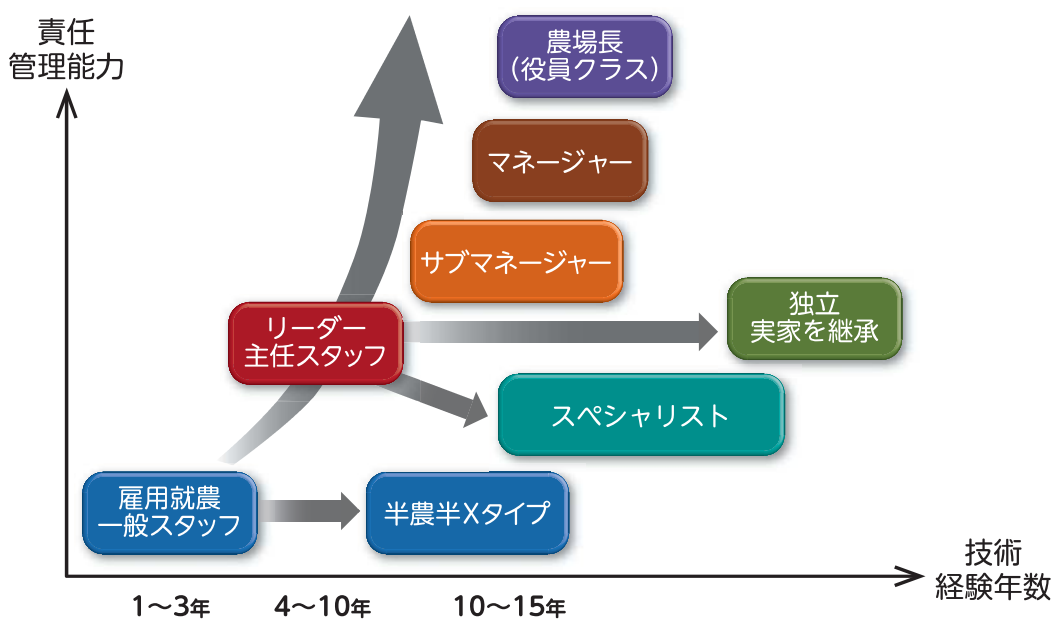 責任
管理能力
農場長
（役員クラス）
マネージャー
サブマネージャー
リーダー
主任スタッフ
独立
実家を継承
スペシャリスト
雇用就農
一般スタッフ
半農半Xタイプ
技術
経験年数
1～3年
4～10年
10～15年